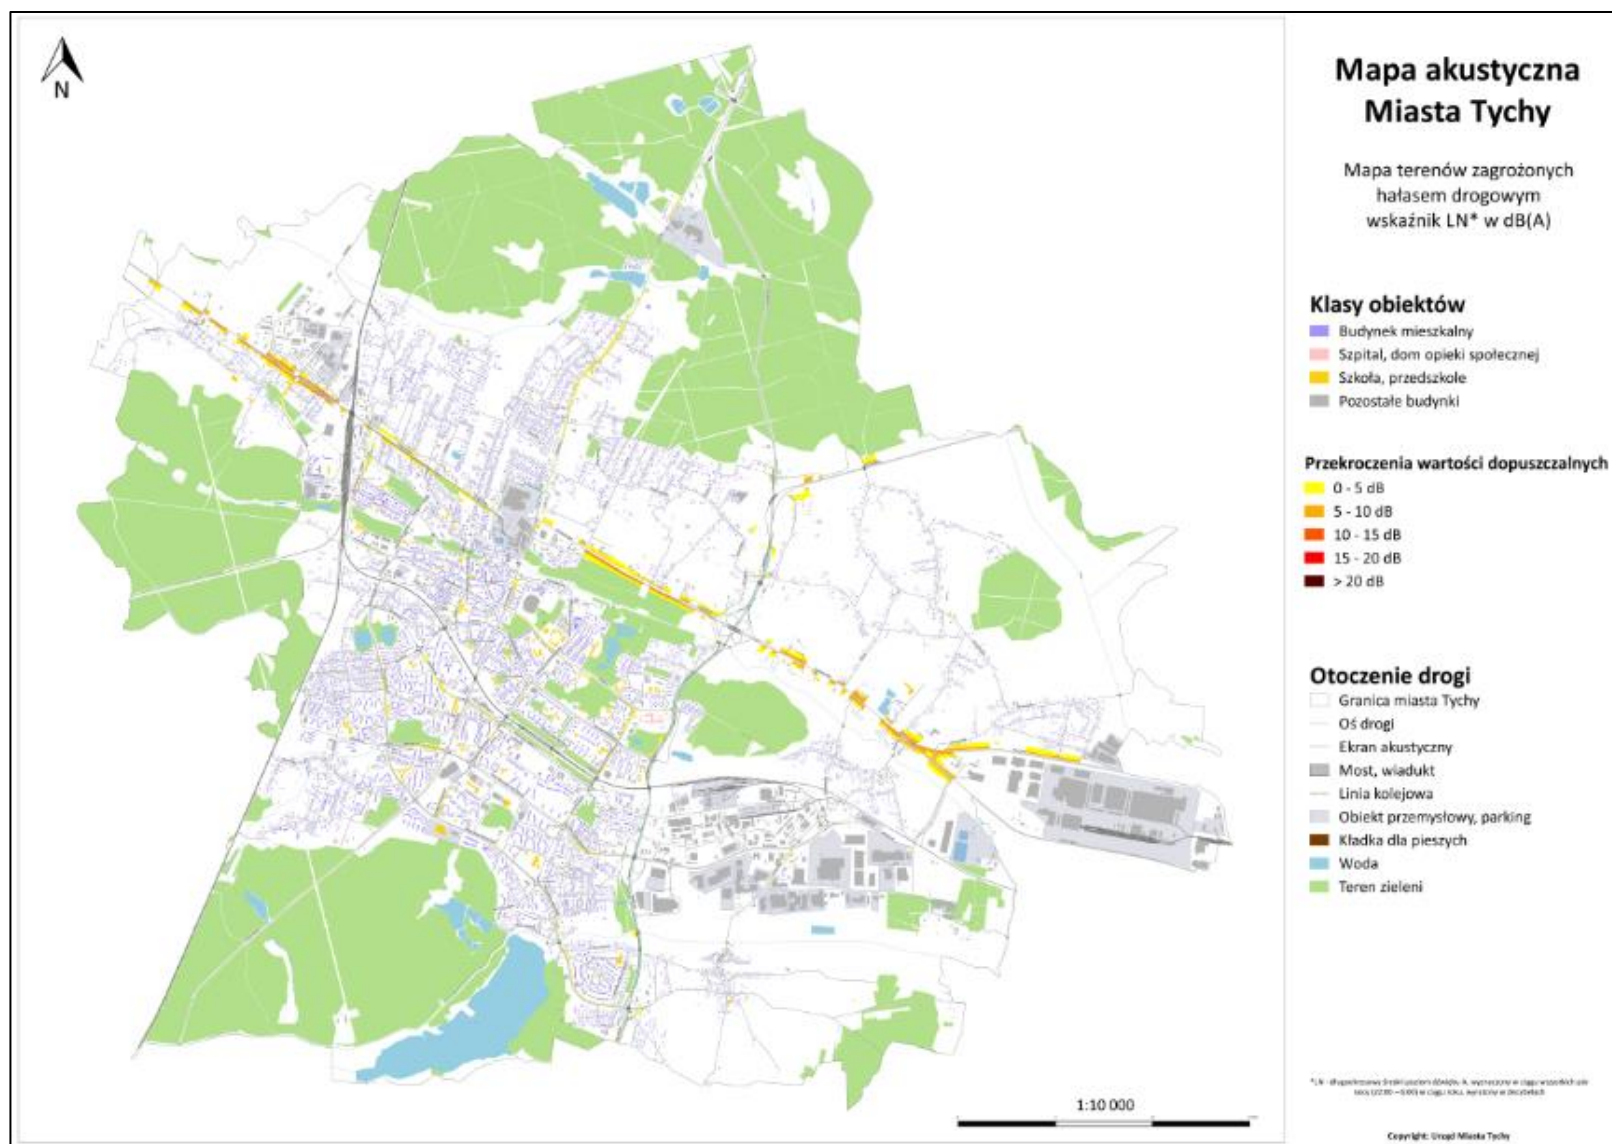 N
Mapa akustyczna
Miasta Tychy
Mapa terenów zagrożonych
hałasem drogowym
wskaźnik LN* w dB(A)
Klasy obiektów
Budynek mieszkalny
Szpital, dom opieki społecznej
Szkoła, przedszkole
Pozostałe budynki
Przekroczenia wartości dopuszczalnych
0 - 5 dB
5 - 10 dB
10 - 15 dB
15 - 20 dB
> 20 dB
Otoczenie drogi
Granica miasta Tychy
Oś drogi
Ekran akustyczny
Most, wiadukt
Linia kolejowa
Obiekt przemysłowy, parking
Kładka dla pieszych
Woda
Teren zieleni
1:10 000
Copyright: Urząd Miasta Tychy